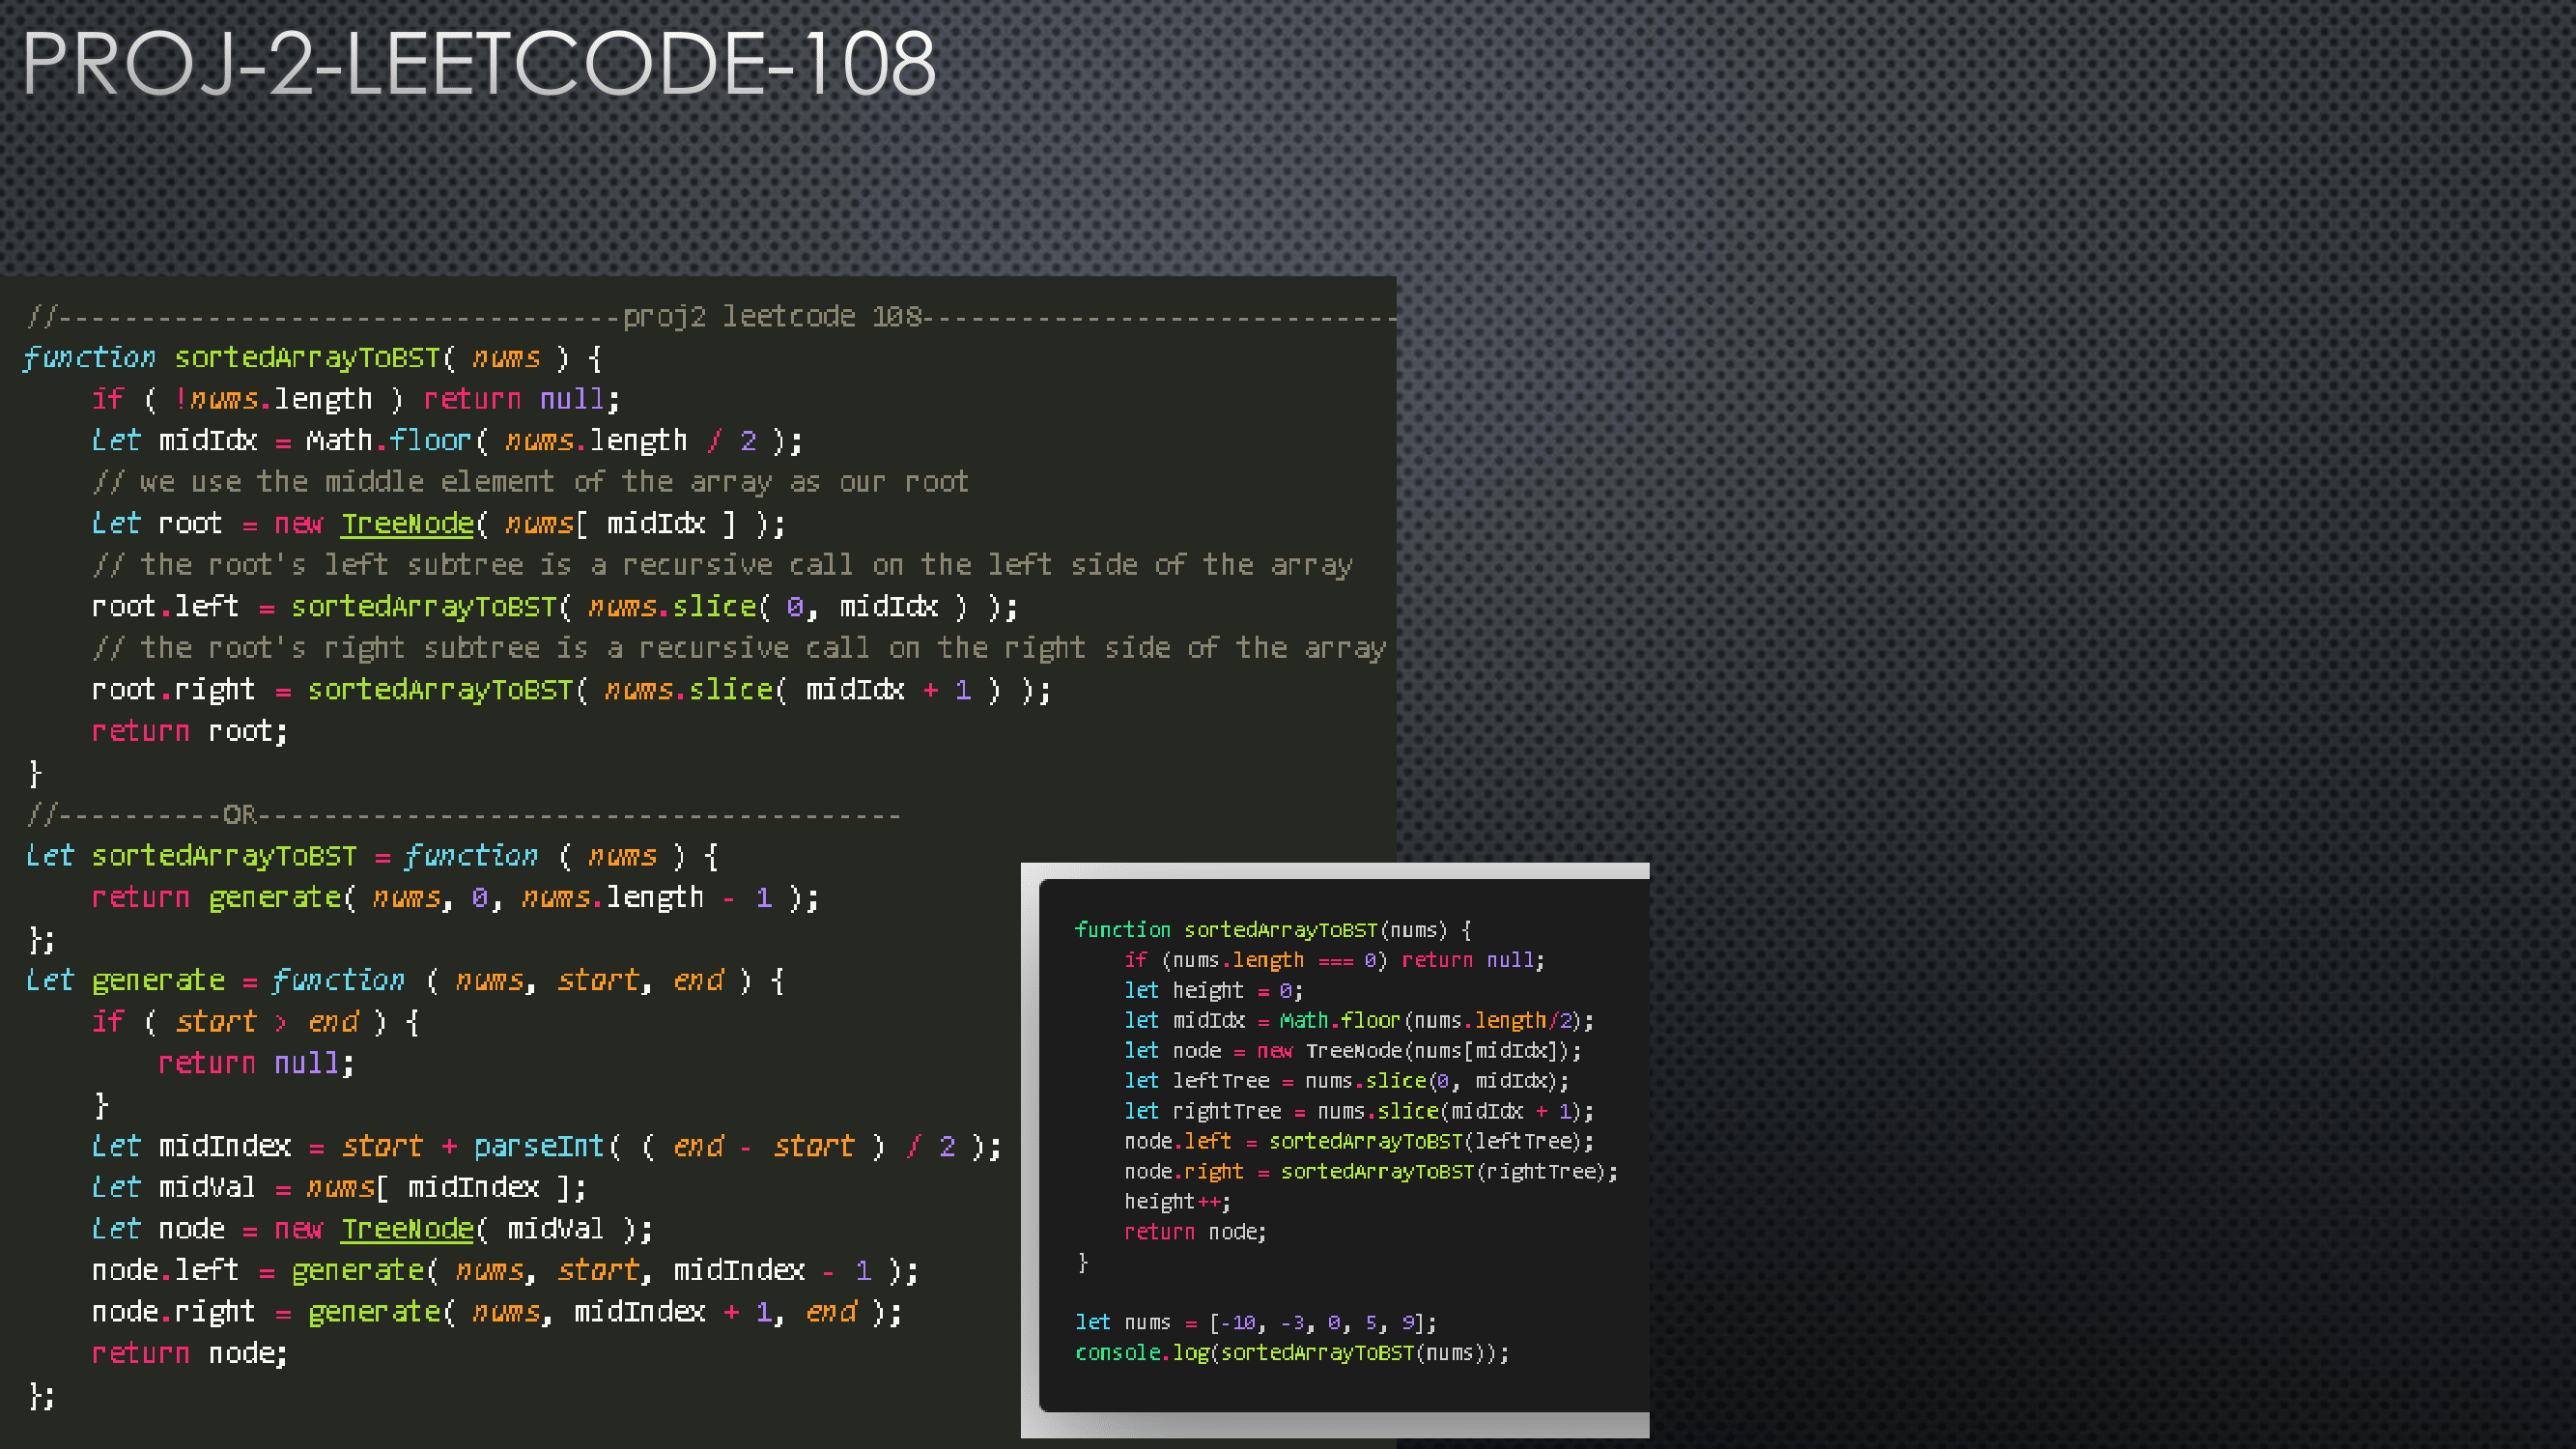 PROJ-2-LEETCODE-108
//----------------------------------proj2 leetcode 108-----------------------------
function sortedArrayToBST( nums ) {
    if ( !nums.length ) return null;
    let midIdx = Math.floor( nums.length / 2 );
    // we use the middle element of the array as our root
    let root = new TreeNode( nums[ midIdx ] );
    // the root's left subtree is a recursive call on the left side of the array
    root.left = sortedArrayToBST( nums.slice( 0, midIdx ) );
    // the root's right subtree is a recursive call on the right side of the array
    root.right = sortedArrayToBST( nums.slice( midIdx + 1 ) );
    return root;
}
//----------OR---------------------------------------
let sortedArrayToBST = function ( nums ) {
    return generate( nums, 0, nums.length - 1 );
};
let generate = function ( nums, start, end ) {
    if ( start > end ) {
        return null;
    }
    let midIndex = start + parseInt( ( end - start ) / 2 );
    let midVal = nums[ midIndex ];
    let node = new TreeNode( midVal );
    node.left = generate( nums, start, midIndex - 1 );
    node.right = generate( nums, midIndex + 1, end );
    return node;
};
function sortedArrayToBST(nums) {
    if (nums.length === 0) return null;
    let height = 0;
    let midIdx = Math.floor(nums.length/2);
    let node = new TreeNode(nums[midIdx]);
    let leftTree = nums.slice(0, midIdx);
    let rightTree = nums.slice(midIdx + 1);
    node.left = sortedArrayToBST(leftTree);
    node.right = sortedArrayToBST(rightTree);
    height++;
    return node;
}
let nums = [-10, -3, 0, 5, 9];
console.log(sortedArrayToBST(nums));